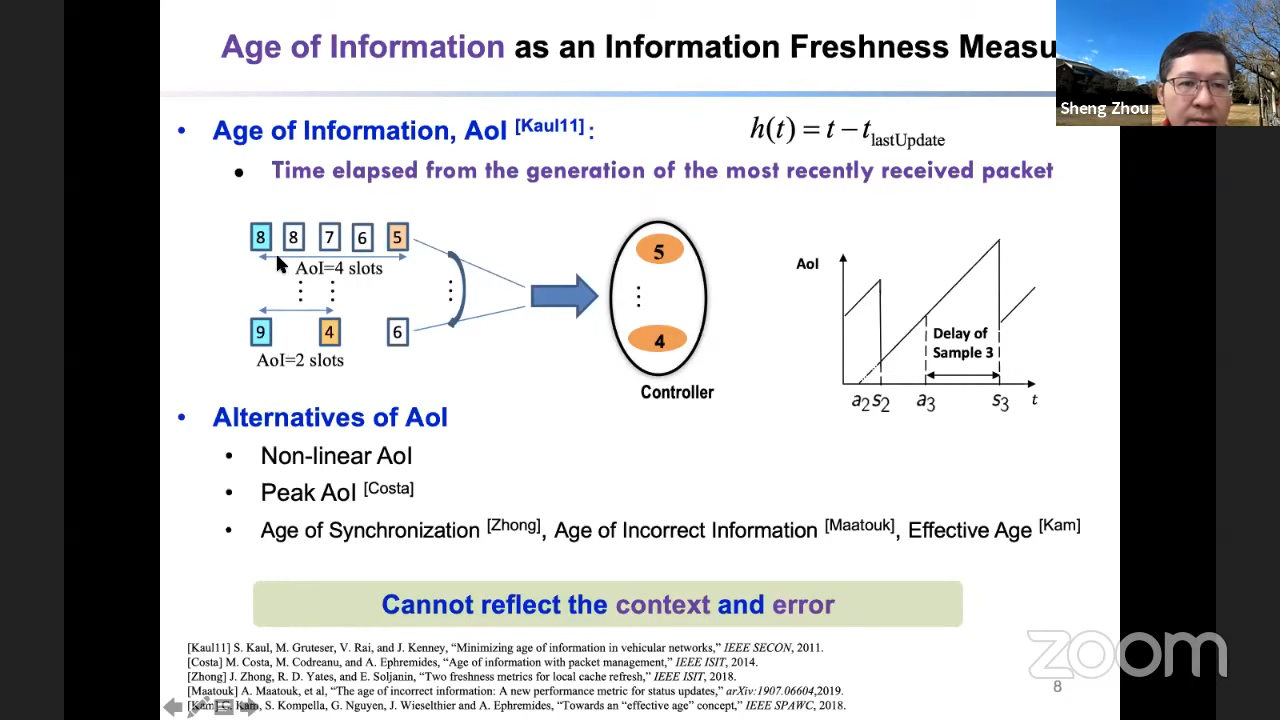 Age of Information as an Information Freshness Measu
Sheng Zhou
• Age of Information, AoI [Kaul11] :
h(t) = t − tlastUpdate
• Time elapsed from the generation of the most recently received packet
8 8 7 6 5
AoI=4 slots
9 4 6
AoI=2 slots
5
4
Controller
AoI
Delay of
Sample 3
a2 s2 a3 s3 t
• Alternatives of AoI
• Non-linear AoI
• Peak AoI [Costa]
• Age of Synchronization [Zhong], Age of Incorrect Information [Maatouk], Effective Age [Kam]
Cannot reflect the context and error
[Kaul11] S. Kaul, M. Gruteser, V. Rai, and J. Kenney, “Minimizing age of information in vehicular networks,” IEEE SECON, 2011.
[Costa] M. Costa, M. Codreanu, and A. Ephremides, “Age of information with packet management,” IEEE ISIT, 2014.
[Zhong] J. Zhong, R. D. Yates, and E. Soljanin, “Two freshness metrics for local cache refresh,” IEEE ISIT, 2018.
[Maatouk] A. Maatouk, et al, “The age of incorrect information: A new performance metric for status updates,” arXiv:1907.06604,2019.
[Kam] C. Kam, S. Kompella, G. Nguyen, J. Wieselthier and A. Ephremides, “Towards an “effective age” concept,” IEEE SPAWC, 2018.
zoom
8